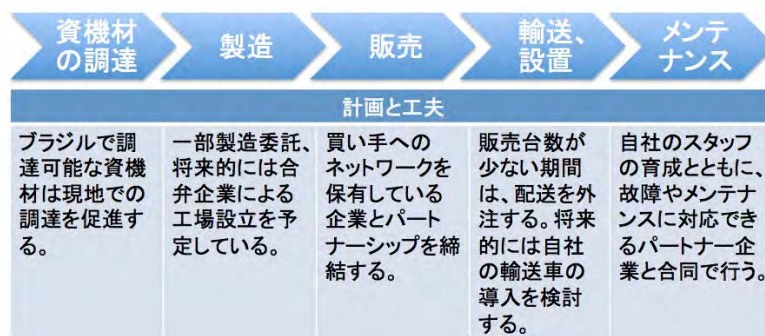 資機材
の調達
製造
販売
輸送、
設置
メンテ
ナンス
計画と工夫
ブラジルで調
達可能な資機
材は現地での
調達を促進す
る。
一部製造委託、
将来的には合
弁企業による
工場設立を予
定している。
買い手への
ネットワークを
保有している
企業とパート
ナーシップを締
結する。
販売台数が
少ない期間
は、配送を外
注する。将来
的には自社
の輸送車の
導入を検討
する。
自社のスタッフ
の育成とともに、
故障やメンテナ
ンスに対応でき
るパートナー企
業と合同で行う。